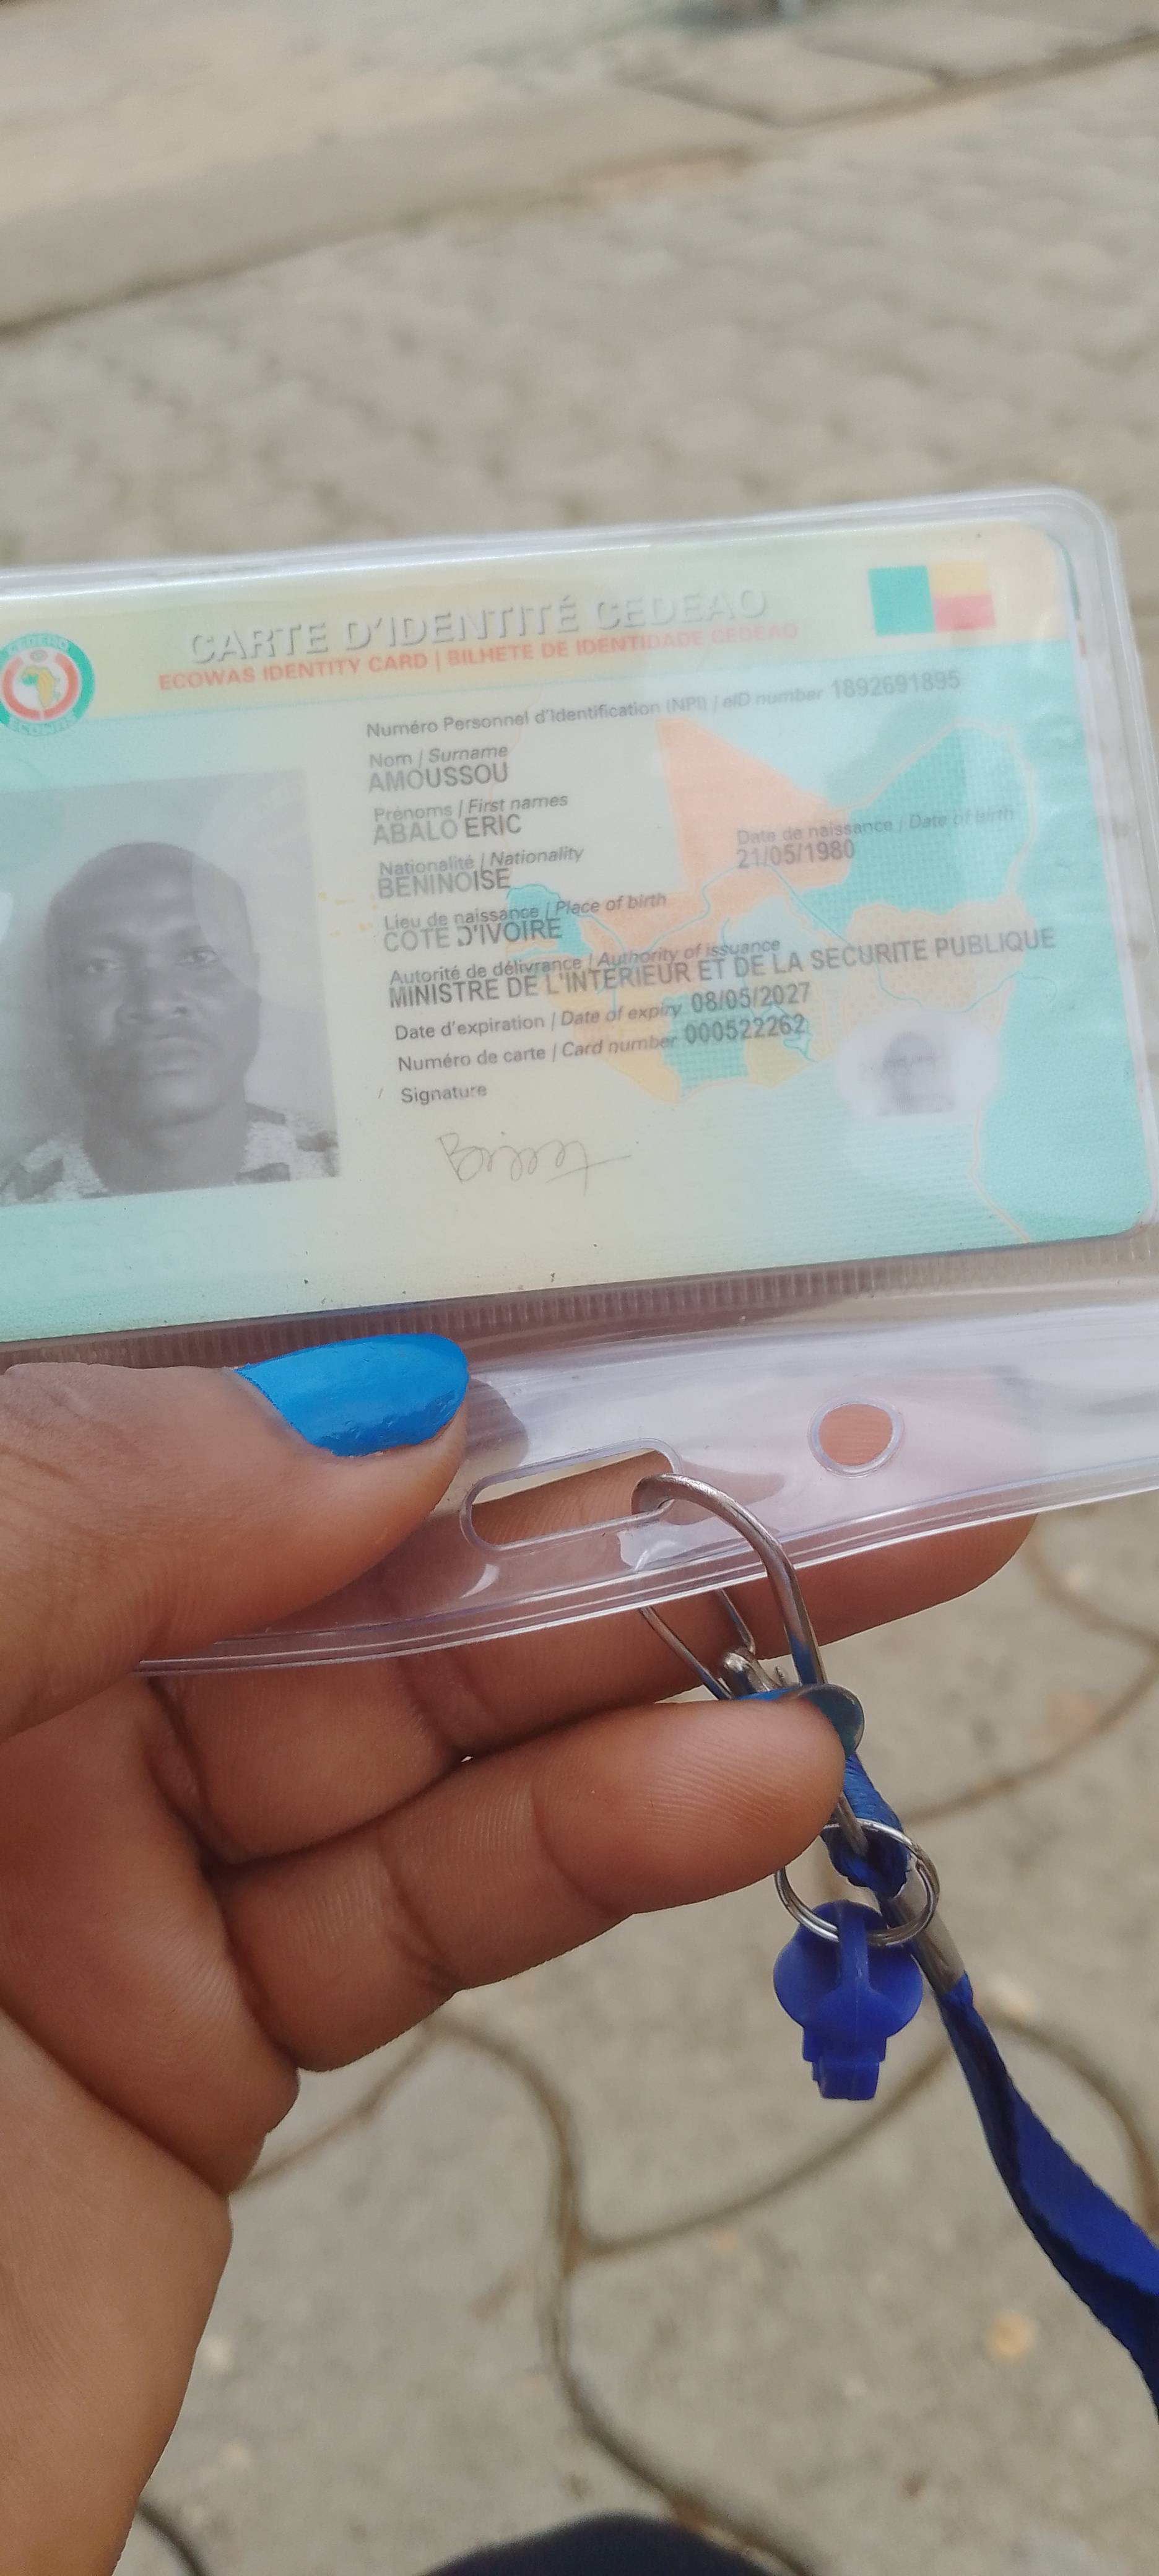 CEDEAO
ECOWAS
CARTE D'IDENTITÉ CEDEAO
ECOWAS IDENTITY CARD | BILHETE DE IDENTIDADE CEDEAO
Numéro Personnel d'Identification (NPI) / eID number 1892691895
Nom / Surname
AMOUSSOU
Prénoms / First names
ABALO ERIC
Nationalité / Nationality
BENINOISE
Date de naissance / Date of birth
21/05/1980
Lieu de naissance / Place of birth
COTE D'IVOIRE
Autorité de délivrance / Authority of issuance
MINISTRE DE L'INTERIEUR ET DE LA SECURITE PUBLIQUE
Date d'expiration / Date of expiry 08/05/2027
Numéro de carte / Card number 000522262
Signature